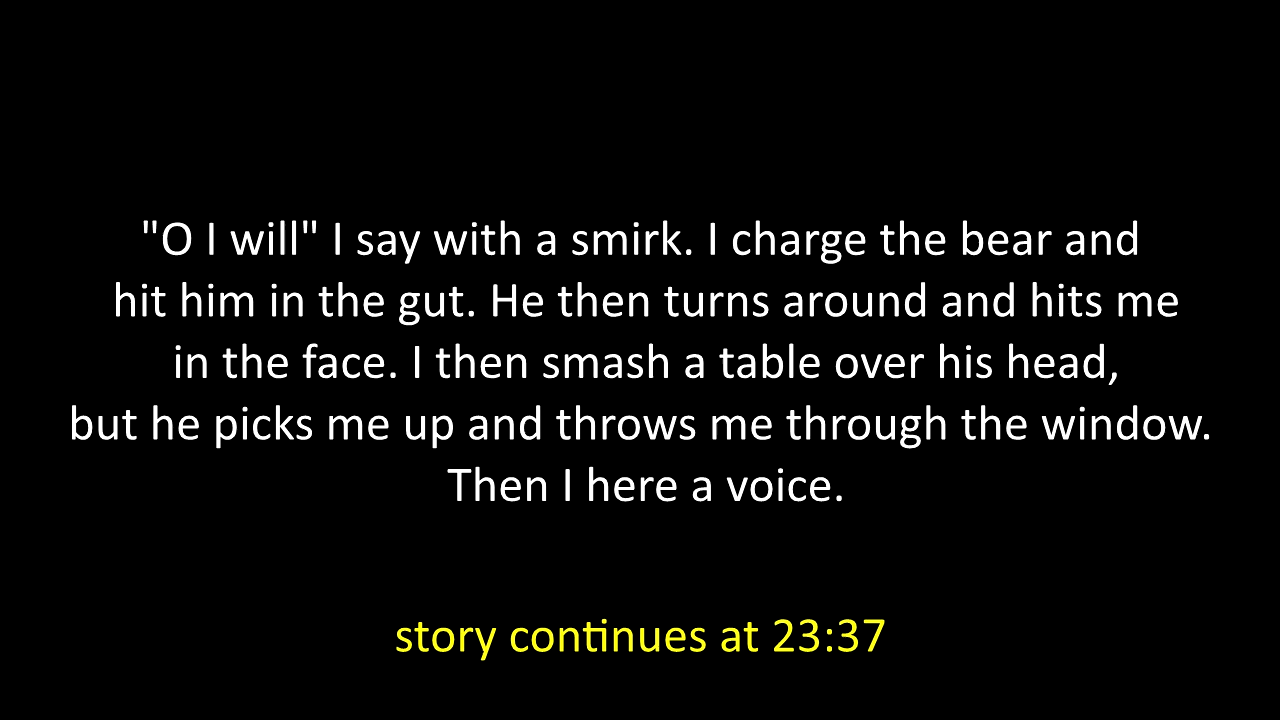 "O I will" I say with a smirk. I charge the bear and
hit him in the gut. He then turns around and hits me
in the face. I then smash a table over his head,
but he picks me up and throws me through the window.
Then I here a voice.
story continues at 23:37